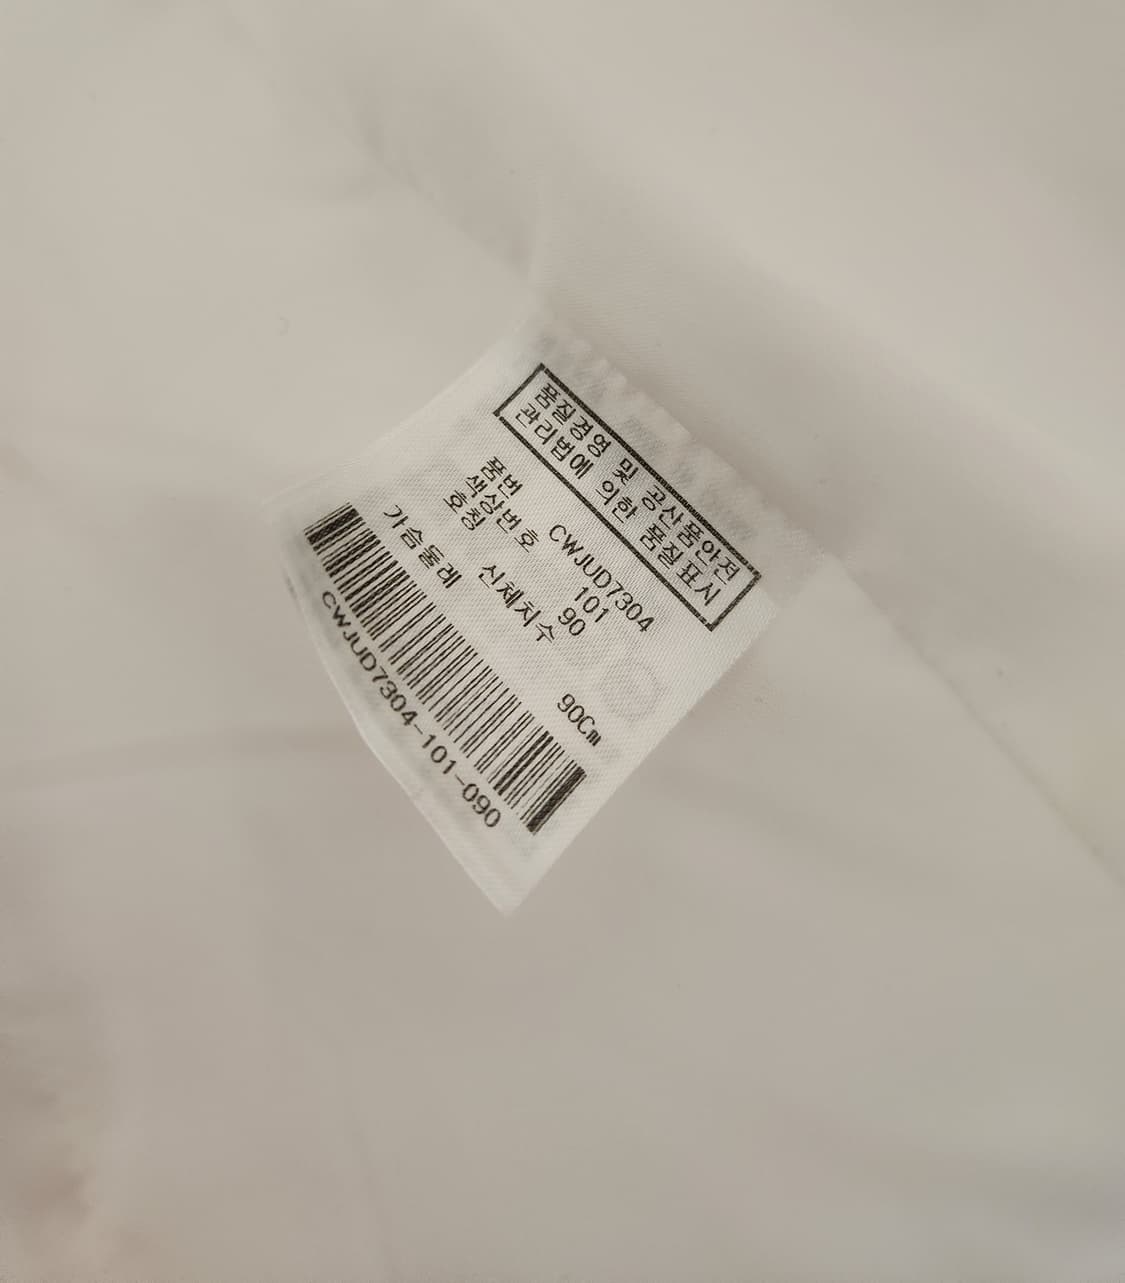 품질경영 및 공산품안전
관리법에 의한 품질표시
품번 CWJUD7304
색상번호 101
호칭 90
신체치수
가슴둘레 90Cm
CWJUD7304-101-090